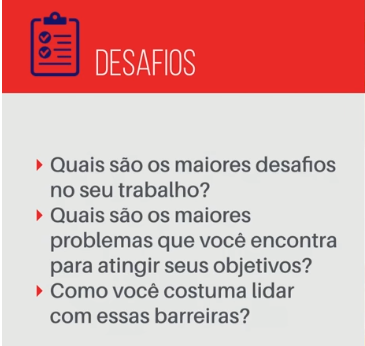 DESAFIOS
Quais são os maiores desafios
no seu trabalho?
Quais são os maiores
problemas que você encontra
para atingir seus objetivos?
Como você costuma lidar
com essas barreiras?